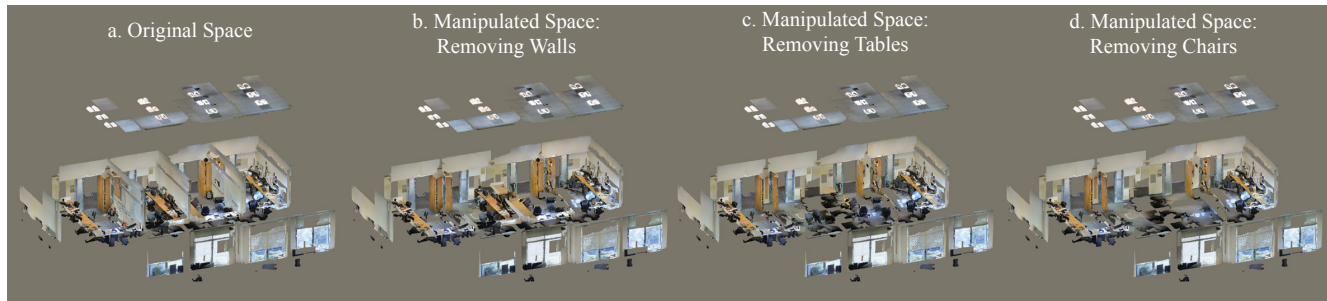 a. Original Space
b. Manipulated Space:
Removing Walls
c. Manipulated Space:
Removing Tables
d. Manipulated Space:
Removing Chairs